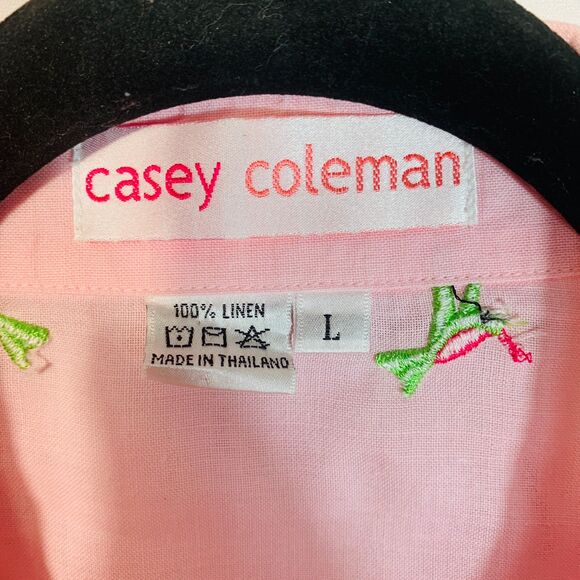 casey coleman
100% LINEN
L
MADE IN THAILAND